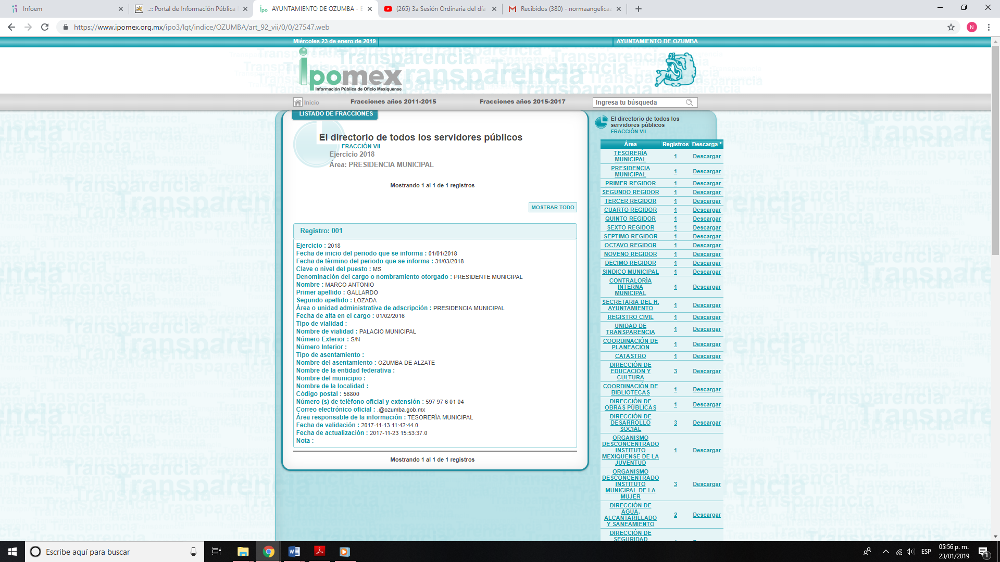 Infoem
..:: Portal de Información Pública
AYUNTAMIENTO DE OZUMBA - E
(265) 3a Sesión Ordinaria del día
Recibidos (380) - normaangelica
https://www.ipomex.org.mx/ipo3/lgt/indice/OZUMBA/art_92_vii/0/0/27547.web
N
Miércoles 23 de enero de 2019
AYUNTAMIENTO DE OZUMBA
ipomex
Información Pública de Oficio Mexiquense
Transparencia
Inicio
Fracciones años 2011-2015
Fracciones años 2015-2017
Ingresa tu búsqueda
LISTADO DE FRACCIONES
El directorio de todos los servidores públicos
FRACCIÓN VII
Ejercicio 2018
Área: PRESIDENCIA MUNICIPAL
Mostrando 1 al 1 de 1 registros
MOSTRAR TODO
Registro: 001
Ejercicio : 2018
Fecha de inicio del periodo que se informa : 01/01/2018
Fecha de término del periodo que se informa : 31/03/2018
Clave o nivel del puesto : MS
Denominación del cargo o nombramiento otorgado : PRESIDENTE MUNICIPAL
Nombre : MARCO ANTONIO
Primer apellido : GALLARDO
Segundo apellido : LOZADA
Área o unidad administrativa de adscripción : PRESIDENCIA MUNICIPAL
Fecha de alta en el cargo : 01/02/2016
Tipo de vialidad :
Nombre de vialidad : PALACIO MUNICIPAL
Número Exterior : S/N
Número Interior :
Tipo de asentamiento :
Nombre del asentamiento : OZUMBA DE ALZATE
Nombre de la entidad federativa :
Nombre del municipio :
Nombre de la localidad :
Código postal : 56800
Número (s) de teléfono oficial y extensión : 597 97 6 01 04
Correo electrónico oficial : .@ozumba.gob.mx
Área responsable de la información : TESORERÍA MUNICIPAL
Fecha de validación : 2017-11-13 11:42:44.0
Fecha de actualización : 2017-11-23 15:53:37.0
Nota :
Mostrando 1 al 1 de 1 registros
El directorio de todos los
servidores públicos
FRACCIÓN VII
Área Registros Descarga *
TESORERÍA
MUNICIPAL 1 Descargar
PRESIDENCIA
MUNICIPAL 1 Descargar
PRIMER REGIDOR 1 Descargar
SEGUNDO REGIDOR 1 Descargar
TERCER REGIDOR 1 Descargar
CUARTO REGIDOR 1 Descargar
QUINTO REGIDOR 1 Descargar
SEXTO REGIDOR 1 Descargar
SEPTIMO REGIDOR 1 Descargar
OCTAVO REGIDOR 1 Descargar
NOVENO REGIDOR 1 Descargar
DECIMO REGIDOR 1 Descargar
SINDICO MUNICIPAL 1 Descargar
CONTRALORÍA
INTERNA 1 Descargar
MUNICIPAL
SECRETARIA DEL H.
AYUNTAMIENTO 1 Descargar
REGISTRO CIVIL 1 Descargar
UNIDAD DE
TRANSPARENCIA 1 Descargar
COORDINACIÓN DE
PLANEACIÓN 1 Descargar
CATASTRO 1 Descargar
DIRECCIÓN DE
EDUCACIÓN Y 3 Descargar
CULTURA
COORDINACIÓN DE
BIBLIOTECAS 1 Descargar
DIRECCIÓN DE
OBRAS PÚBLICAS 1 Descargar
DIRECCIÓN DE
DESARROLLO 3 Descargar
SOCIAL
ORGANISMO
DESCONCENTRADO
INSTITUTO 1 Descargar
MEXIQUENSE DE LA
JUVENTUD
ORGANISMO
DESCONCENTRADO
INSTITUTO 3 Descargar
MUNICIPAL DE LA
MUJER
DIRECCIÓN DE
AGUA, 2 Descargar
ALCANTARILLADO
Y SANEAMIENTO
DIRECCIÓN DE
SEGURIDAD
Escribe aquí para buscar
ESP
05:56 p. m.
23/01/2019
1